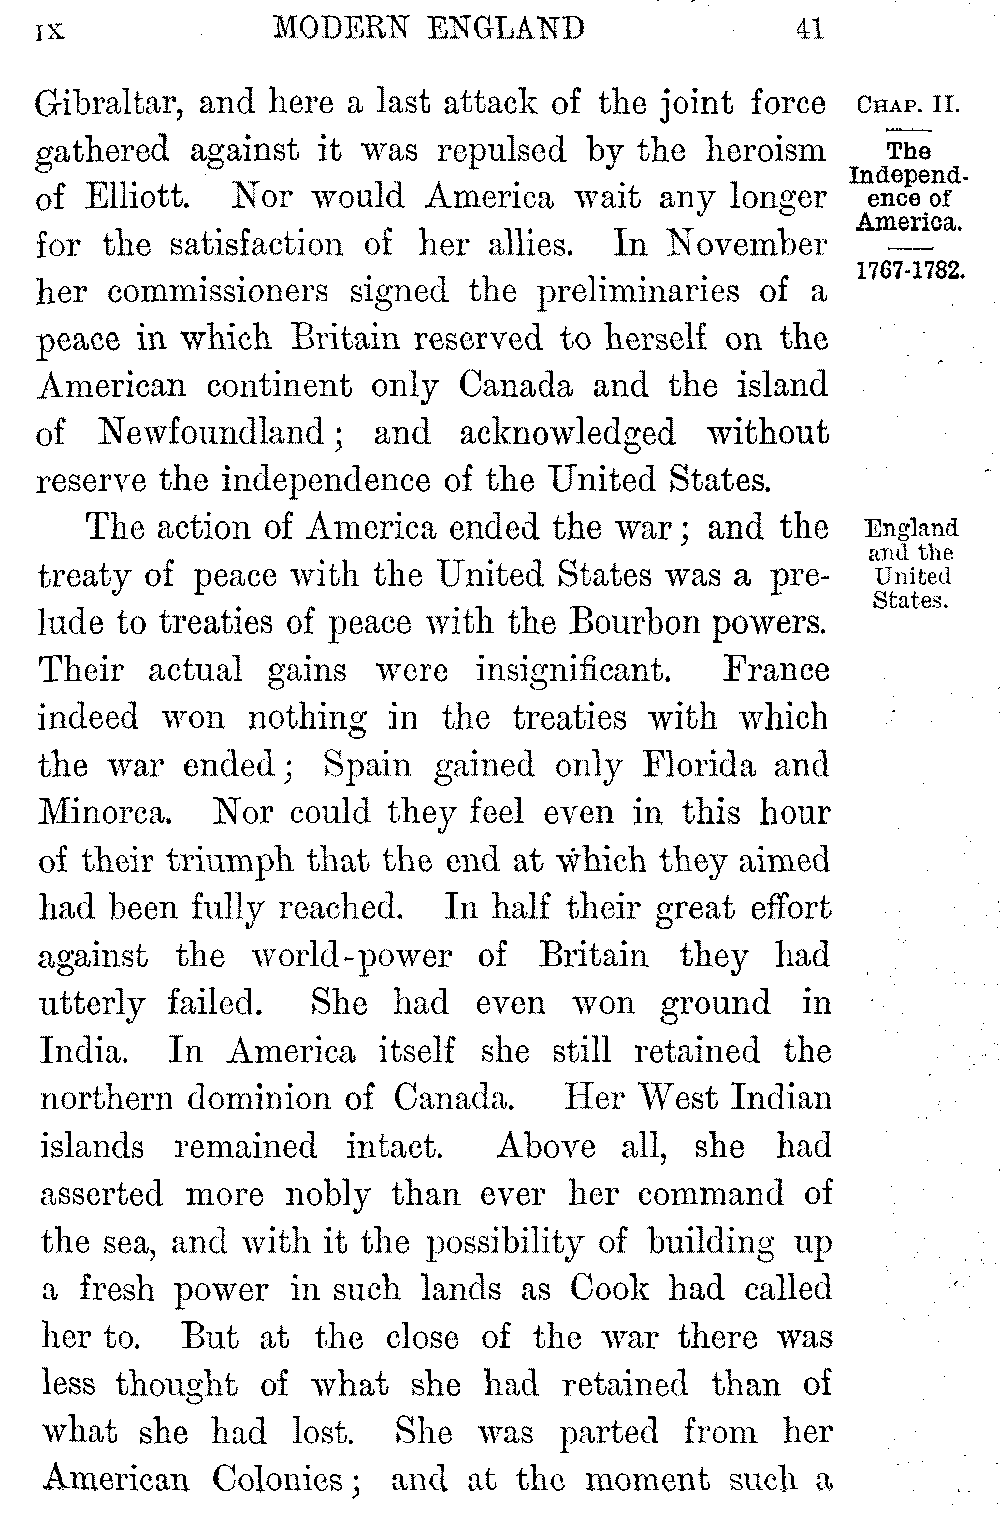 IX MODERN ENGLAND 41
Gibraltar, and here a last attack of the joint force
gathered against it was repulsed by the heroism
of Elliott. Nor would America wait any longer
for the satisfaction of her allies. In November
her commissioners signed the preliminaries of a
peace in which Britain reserved to herself on the
American continent only Canada and the island
of Newfoundland; and acknowledged without
reserve the independence of the United States.
The action of America ended the war; and the
treaty of peace with the United States was a pre-
lude to treaties of peace with the Bourbon powers.
Their actual gains were insignificant. France
indeed won nothing in the treaties with which
the war ended; Spain gained only Florida and
Minorca. Nor could they feel even in this hour
of their triumph that the end at which they aimed
had been fully reached. In half their great effort
against the world-power of Britain they had
utterly failed. She had even won ground in
India. In America itself she still retained the
northern dominion of Canada. Her West Indian
islands remained intact. Above all, she had
asserted more nobly than ever her command of
the sea, and with it the possibility of building up
a fresh power in such lands as Cook had called
her to. But at the close of the war there was
less thought of what she had retained than of
what she had lost. She was parted from her
American Colonies; and at the moment such a
CHAP. II.
The
Independ-
ence of
America.
1767-1782.
England
and the
United
States.